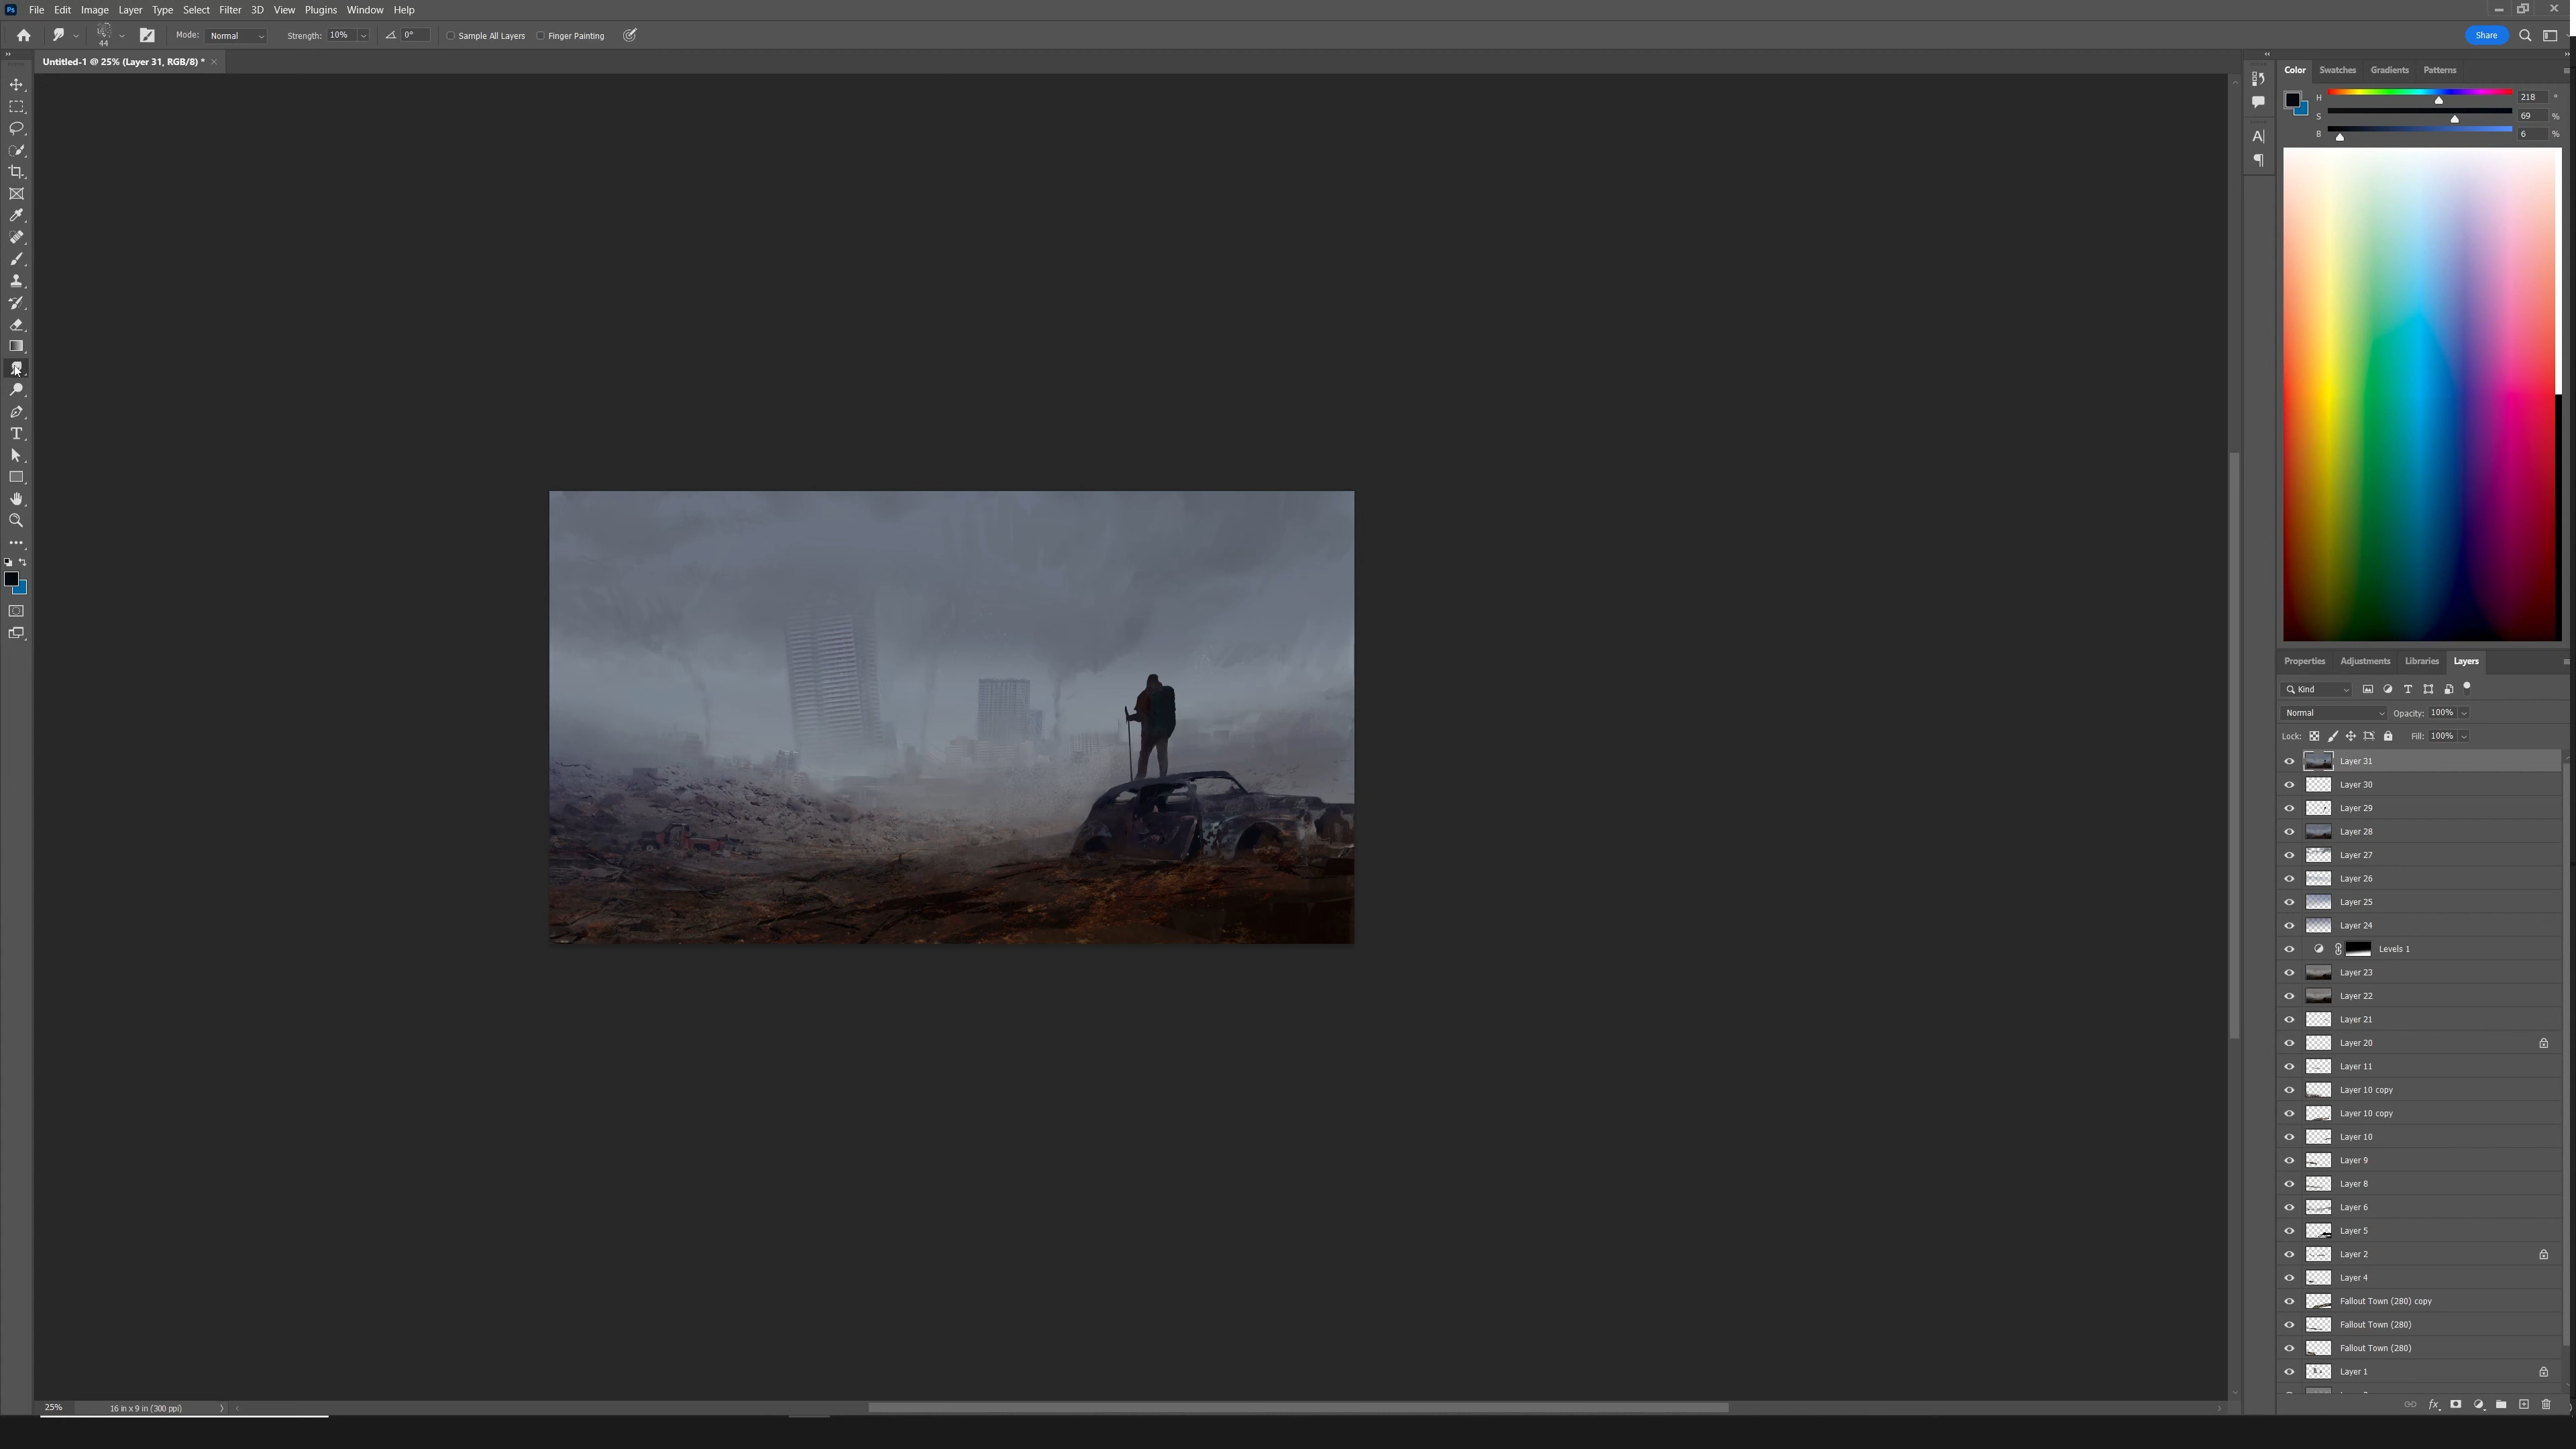 Ps File Edit Image Layer Type Select Filter 3D View Plugins Window Help
44 Mode: Normal Strength: 10% 0° Sample All Layers Finger Painting Share
Untitled-1 @ 25% (Layer 31, RGB/8) *
Color Swatches Gradients Patterns
H 218 °
S 69 %
B 6 %
Properties Adjustments Libraries Layers
Kind
Normal Opacity: 100%
Lock: Fill: 100%
Layer 31
Layer 30
Layer 29
Layer 28
Layer 27
Layer 26
Layer 25
Layer 24
Levels 1
Layer 23
Layer 22
Layer 21
Layer 20
Layer 11
Layer 10 copy
Layer 10 copy
Layer 10
Layer 9
Layer 8
Layer 6
Layer 5
Layer 2
Layer 4
Fallout Town (280) copy
Fallout Town (280)
Fallout Town (280)
Layer 1
25% 16 in x 9 in (300 ppi)
fx